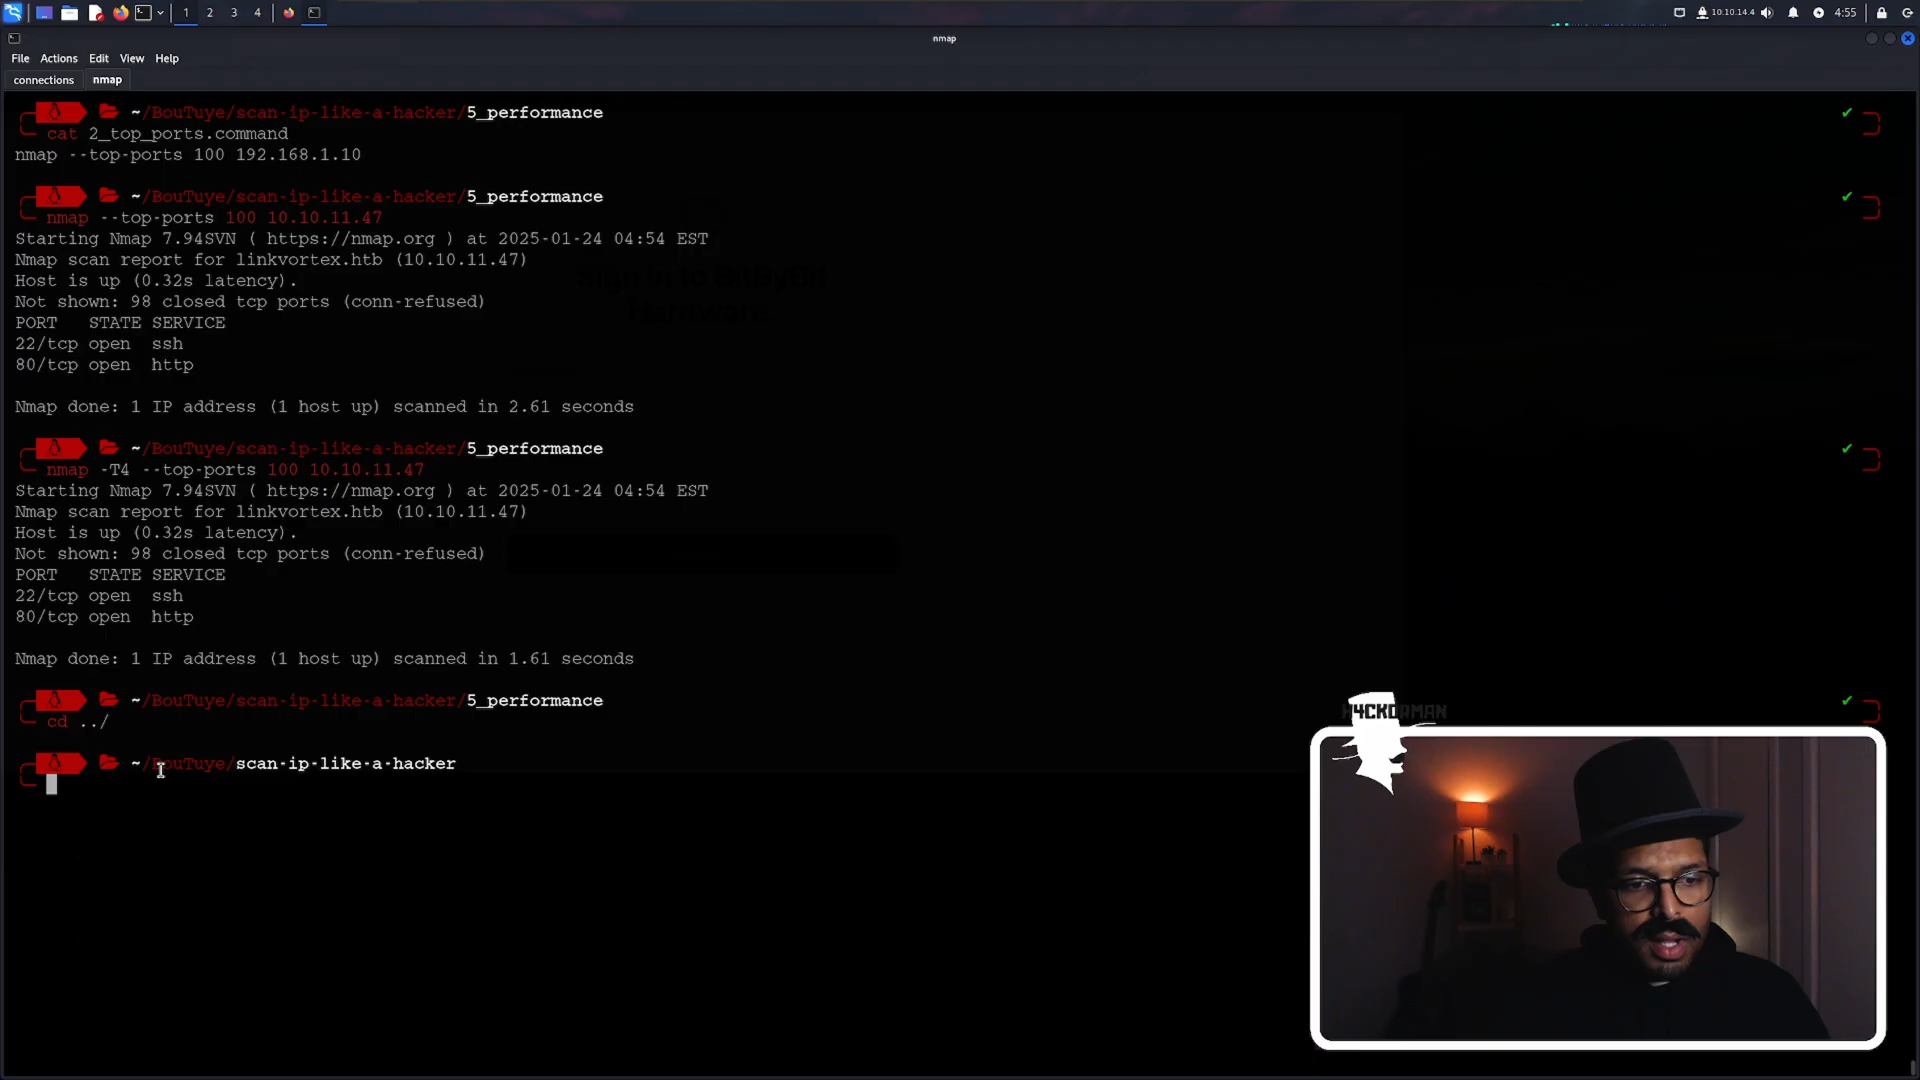 1 2 3 4
10.10.14.4 4:55
nmap
File Actions Edit View Help
connections nmap
~/BouTuye/scan-ip-like-a-hacker/5_performance
cat 2_top_ports.command
nmap --top-ports 100 192.168.1.10
~/BouTuye/scan-ip-like-a-hacker/5_performance
nmap --top-ports 100 10.10.11.47
Starting Nmap 7.94SVN ( https://nmap.org ) at 2025-01-24 04:54 EST
Nmap scan report for linkvortex.htb (10.10.11.47)
Host is up (0.32s latency).
Not shown: 98 closed tcp ports (conn-refused)
PORT   STATE SERVICE
22/tcp open  ssh
80/tcp open  http
Nmap done: 1 IP address (1 host up) scanned in 2.61 seconds
~/BouTuye/scan-ip-like-a-hacker/5_performance
nmap -T4 --top-ports 100 10.10.11.47
Starting Nmap 7.94SVN ( https://nmap.org ) at 2025-01-24 04:54 EST
Nmap scan report for linkvortex.htb (10.10.11.47)
Host is up (0.32s latency).
Not shown: 98 closed tcp ports (conn-refused)
PORT   STATE SERVICE
22/tcp open  ssh
80/tcp open  http
Nmap done: 1 IP address (1 host up) scanned in 1.61 seconds
~/BouTuye/scan-ip-like-a-hacker/5_performance
cd ../
~/BouTuye/scan-ip-like-a-hacker
H4CKORMAN